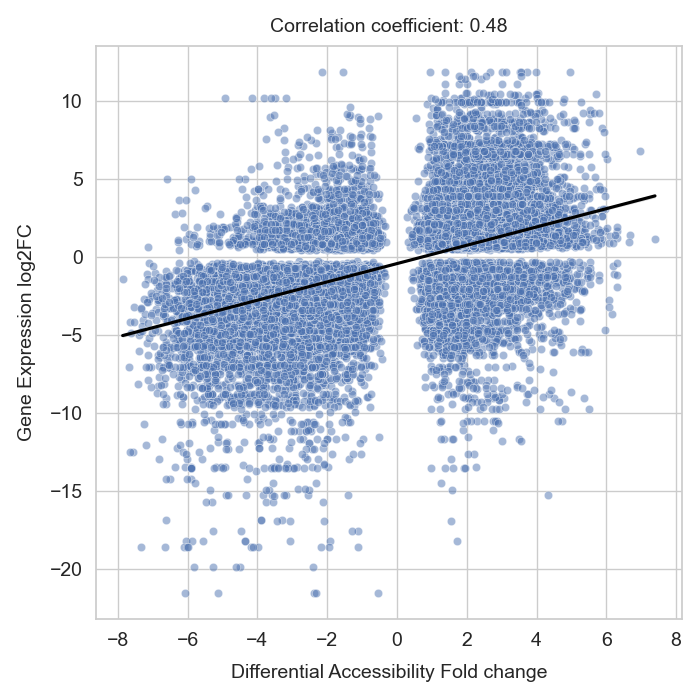 Correlation coefficient: 0.48
10
5
0
−5
−10
−15
−20
Gene Expression log2FC
−8 −6 −4 −2 0 2 4 6 8
Differential Accessibility Fold change